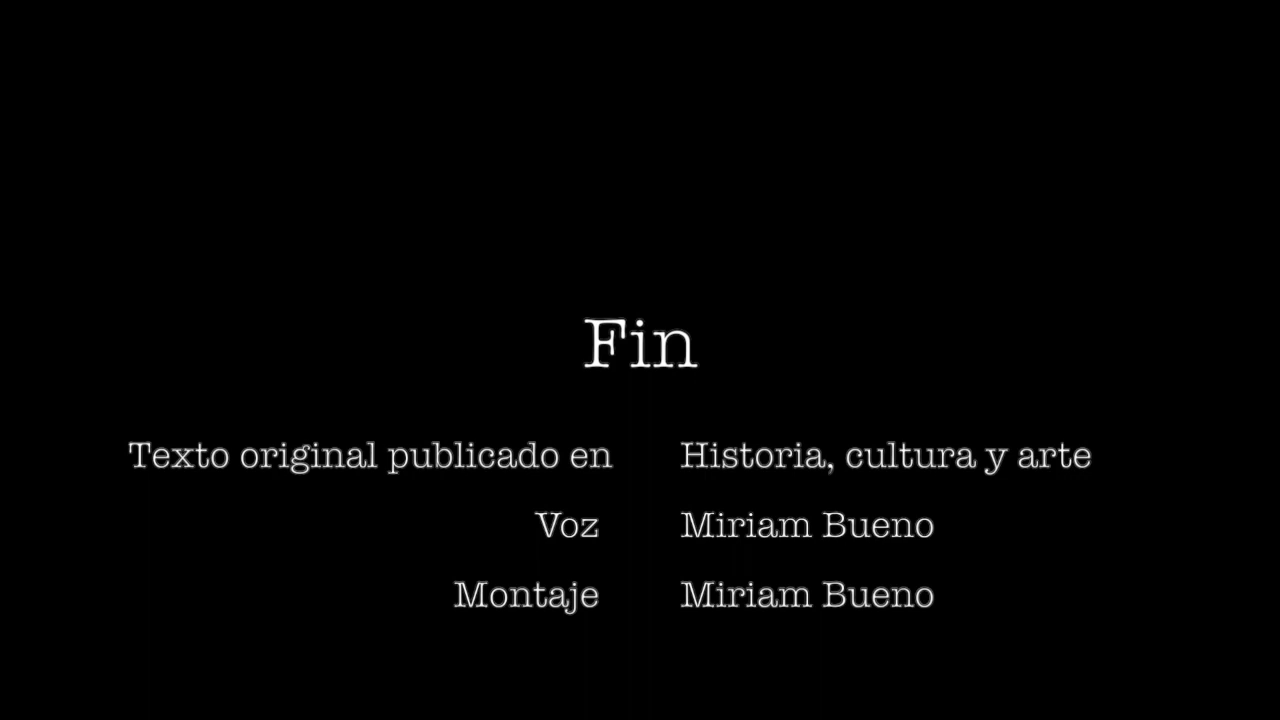 Fin
Texto original publicado en Historia, cultura y arte
Voz Miriam Bueno
Montaje Miriam Bueno